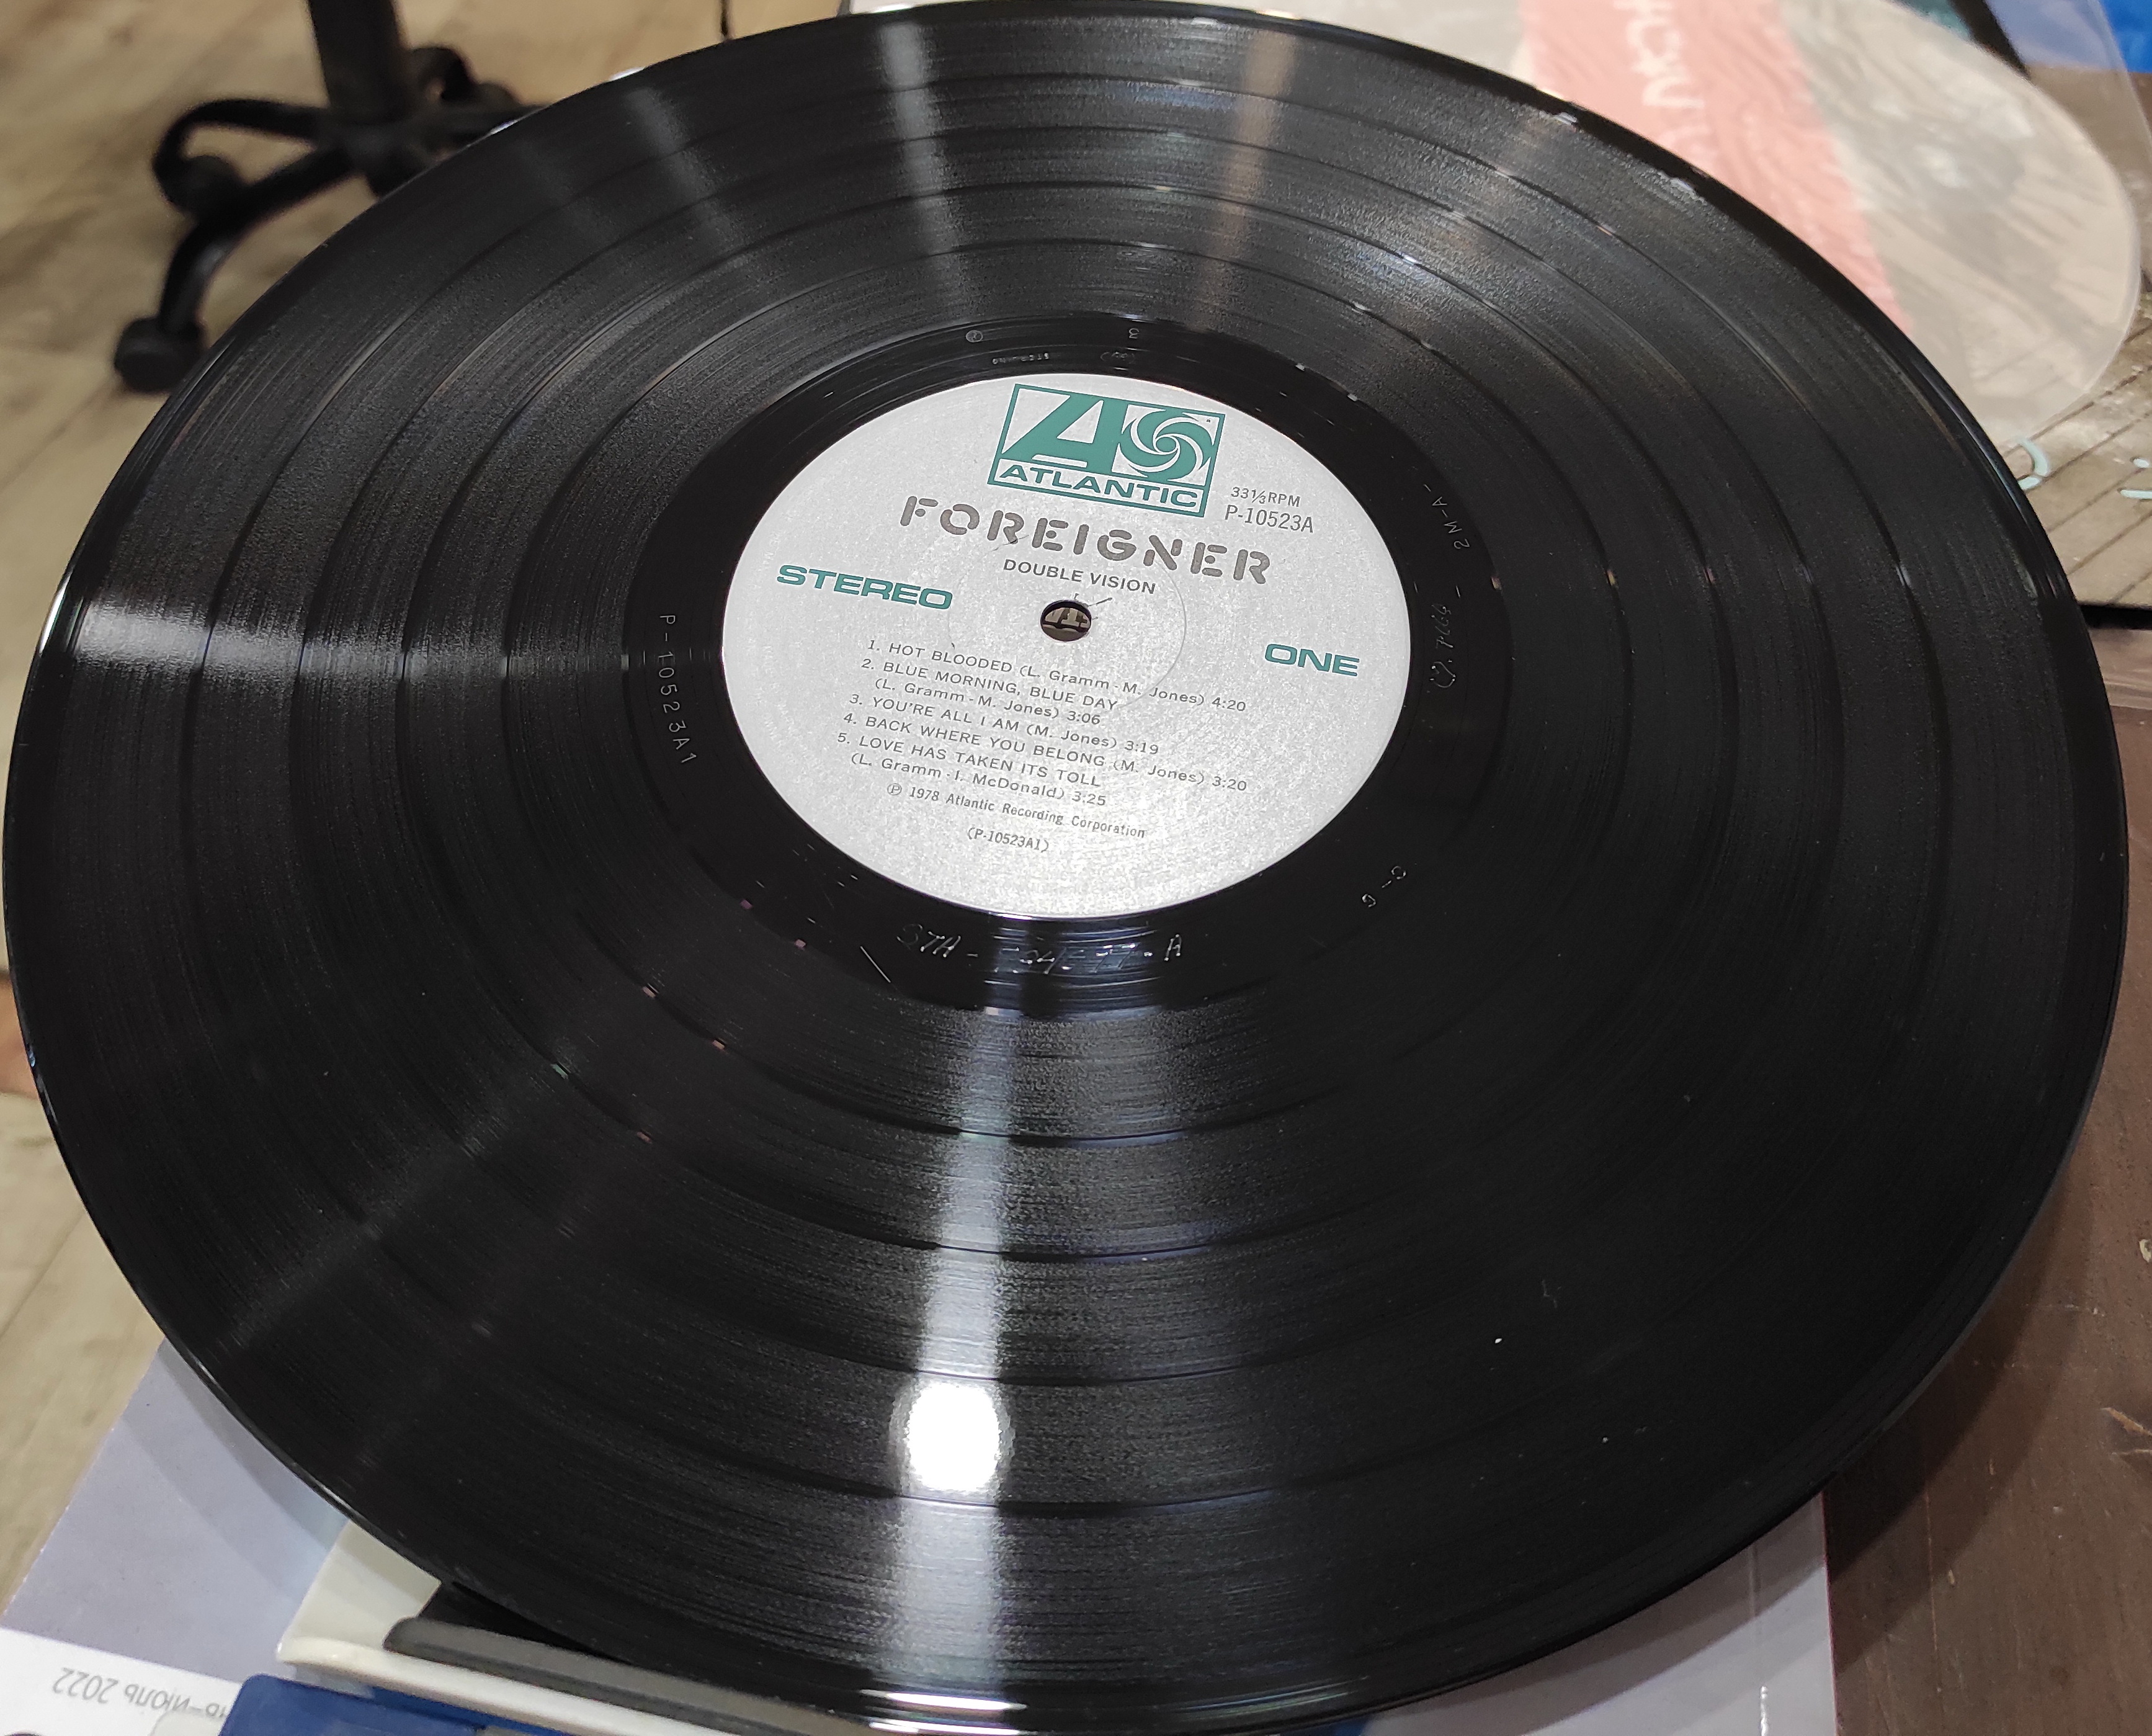 ATLANTIC
33⅓RPM
P-10523A
FOREIGNER
DOUBLE VISION
STEREO
ONE
1. HOT BLOODED (L. Gramm · M. Jones) 4:20
2. BLUE MORNING, BLUE DAY
(L. Gramm · M. Jones) 3:06
3. YOU'RE ALL I AM (M. Jones) 3:19
4. BACK WHERE YOU BELONG (M. Jones) 3:20
5. LOVE HAS TAKEN ITS TOLL
(L. Gramm · I. McDonald) 3:25
℗ 1978 Atlantic Recording Corporation
(P-10523A1)
P-10523A1
2M-A-
июль 2022